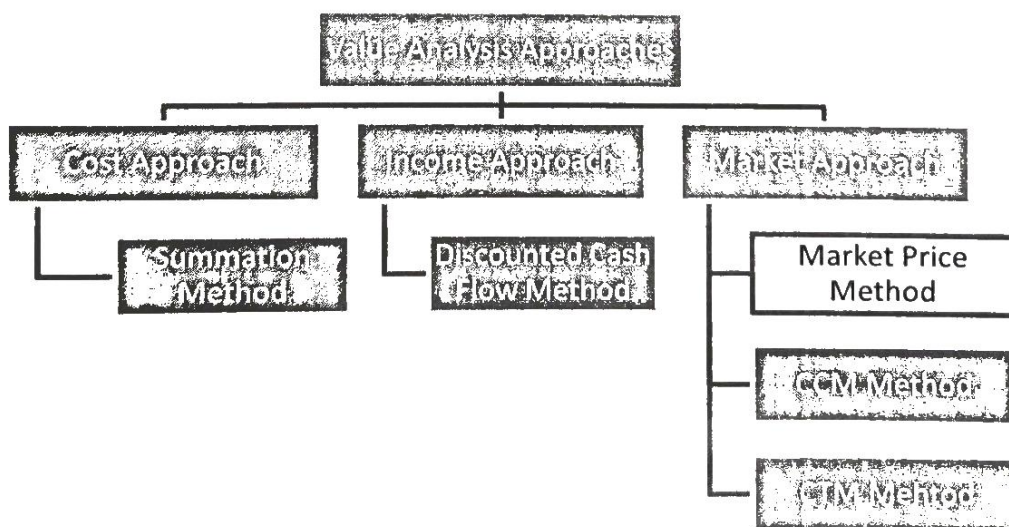 Value Analysis Approaches
Cost Approach
Income Approach
Market Approach
Summation
Method
Discounted Cash
Flow Method
Market Price
Method
CCM Method
CTM Mehtod